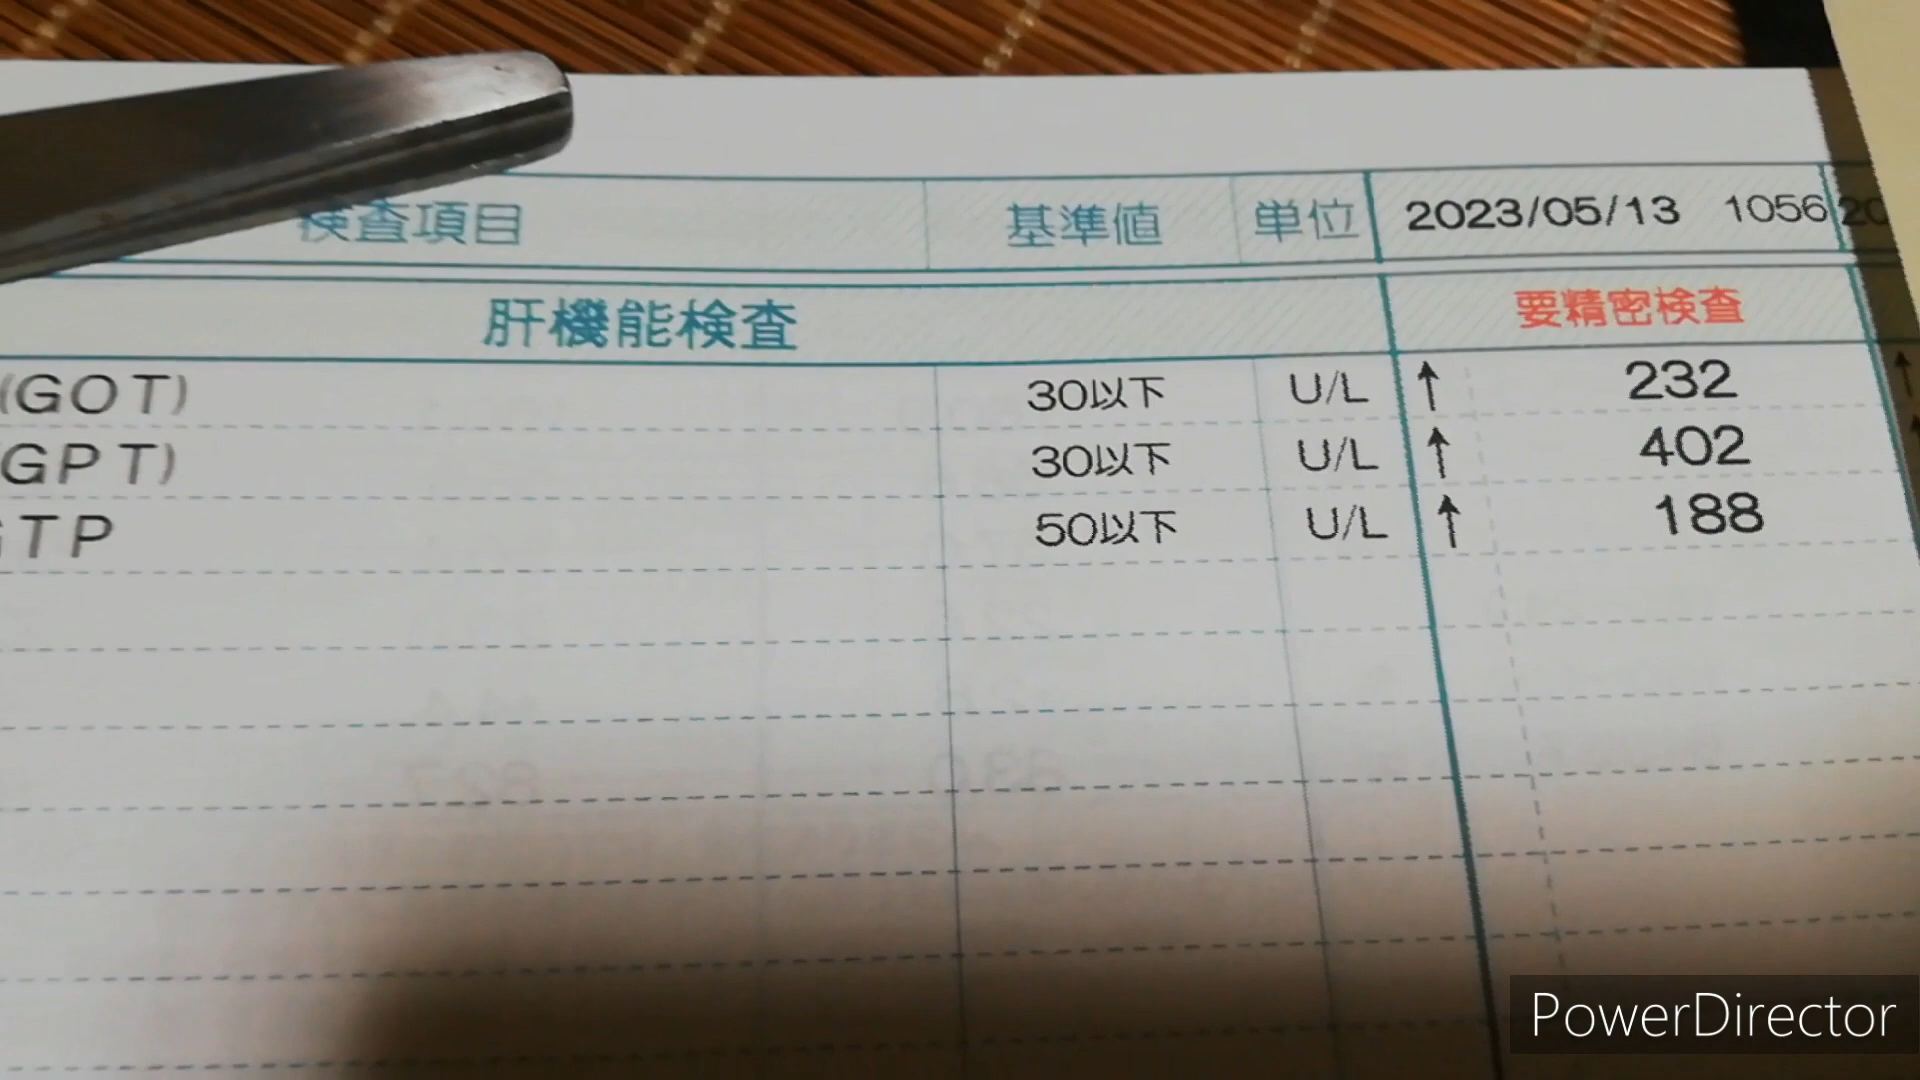 検査項目 基準値 単位 2023/05/13 1056 20
肝機能検査 要精密検査
(GOT) 30以下 U/L ↑ 232
(GPT) 30以下 U/L ↑ 402
GTP 50以下 U/L ↑ 188
PowerDirector